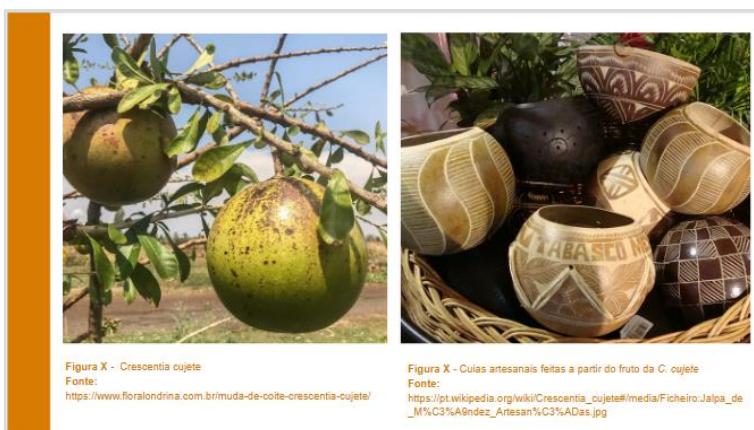 TABASCO
Figura X - Crescentia cujete
Fonte:
https://www.floralondrina.com.br/muda-de-coite-crescentia-cujete/
Figura X - Cuias artesanais feitas a partir do fruto da C. cujete
Fonte:
https://pt.wikipedia.org/wiki/Crescentia_cujete#/media/Ficheiro:Jalpa_de
_M%C3%A9ndez_Artesan%C3%ADas.jpg